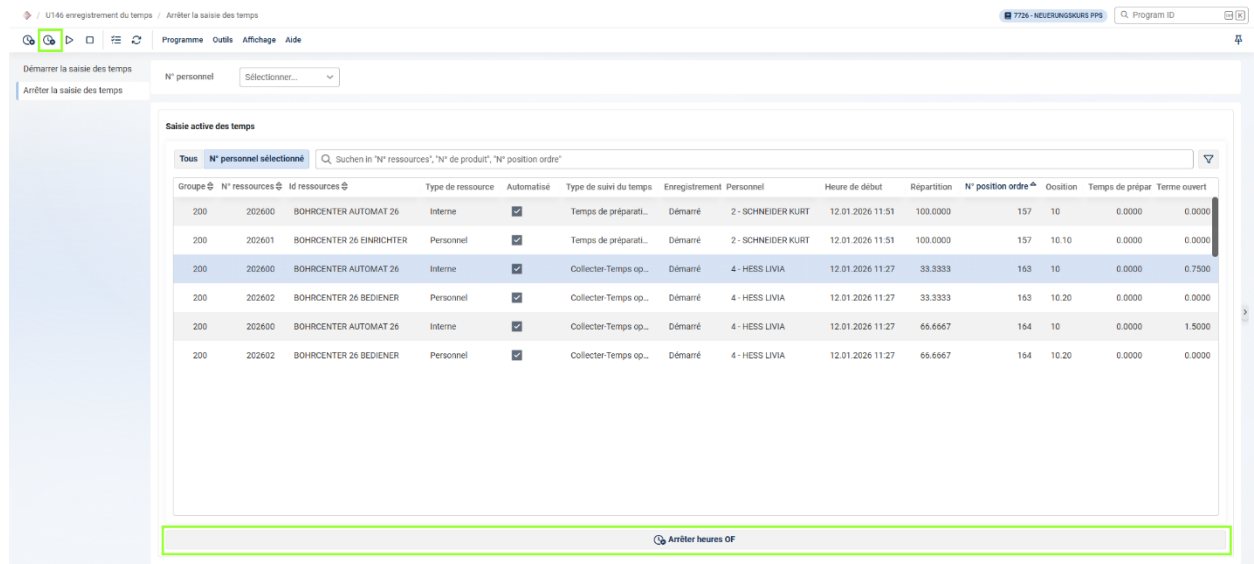 / U146 enregistrement du temps / Arrêter la saisie des temps
7726 - NEUERUNGSKURS PPS
Program ID
K
Programme Outils Affichage Aide
Démarrer la saisie des temps
Arrêter la saisie des temps
N° personnel
Sélectionner...
Saisie active des temps
Tous N° personnel sélectionné Suchen in "N° ressources", "N° de produit", "N° position ordre"
Groupe N° ressources Id ressources Type de ressource Automatisé Type de suivi du temps Enregistrement Personnel Heure de début Répartition N° position ordre Oosition Temps de prépar Terme ouvert
200 202600 BOHRCENTER AUTOMAT 26 Interne Temps de préparati... Démarré 2 - SCHNEIDER KURT 12.01.2026 11:51 100.0000 157 10 0.0000 0.0000
200 202601 BOHRCENTER 26 EINRICHTER Personnel Temps de préparati... Démarré 2 - SCHNEIDER KURT 12.01.2026 11:51 100.0000 157 10.10 0.0000 0.0000
200 202600 BOHRCENTER AUTOMAT 26 Interne Collecter-Temps op... Démarré 4 - HESS LIVIA 12.01.2026 11:27 33.3333 163 10 0.0000 0.7500
200 202602 BOHRCENTER 26 BEDIENER Personnel Collecter-Temps op... Démarré 4 - HESS LIVIA 12.01.2026 11:27 33.3333 163 10.20 0.0000 0.0000
200 202600 BOHRCENTER AUTOMAT 26 Interne Collecter-Temps op... Démarré 4 - HESS LIVIA 12.01.2026 11:27 66.6667 164 10 0.0000 1.5000
200 202602 BOHRCENTER 26 BEDIENER Personnel Collecter-Temps op... Démarré 4 - HESS LIVIA 12.01.2026 11:27 66.6667 164 10.20 0.0000 0.0000
Arrêter heures OF